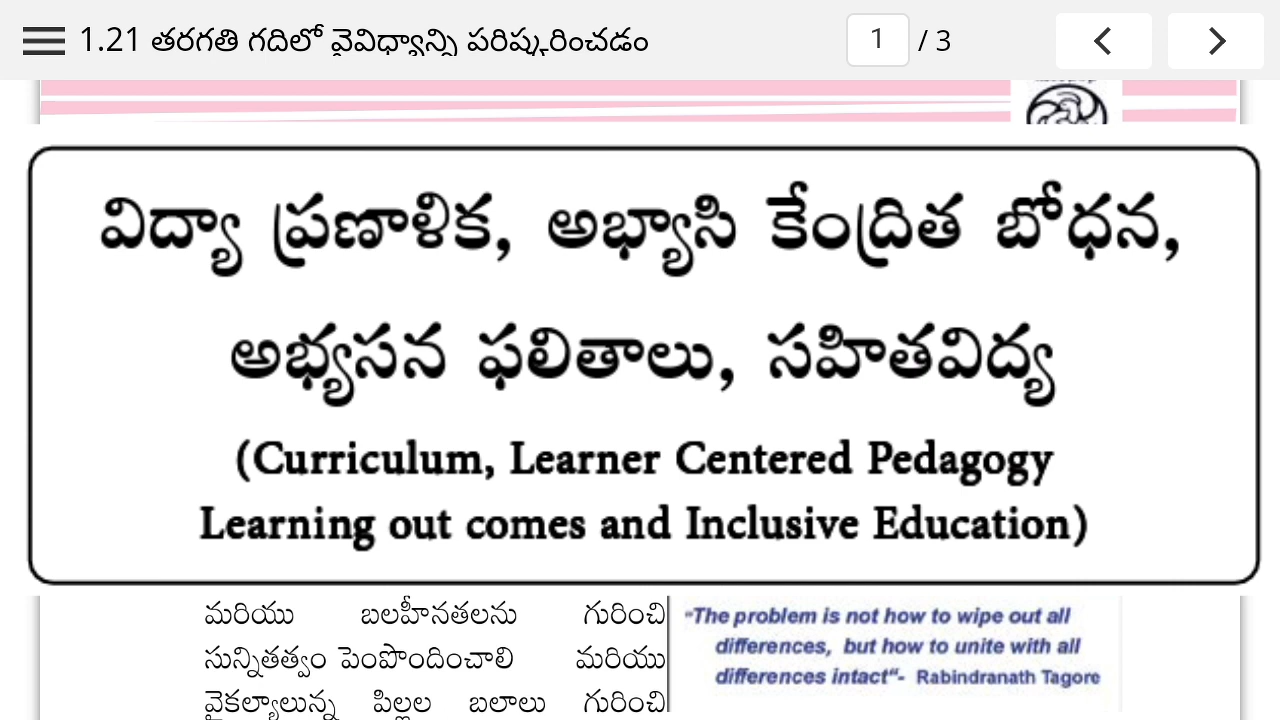 1.21 తరగతి గదిలో వైవిధ్యాన్ని పరిష్కరించడం
1 / 3
విద్యా ప్రణాళిక, అభ్యాసి కేంద్రిత బోధన,
అభ్యసన ఫలితాలు, సహితవిద్య
(Curriculum, Learner Centered Pedagogy
Learning out comes and Inclusive Education)
మరియు బలహీనతలను గురించి
సున్నితత్వం పెంపొందించాలి మరియు
వైకల్యాలున్న పిల్లల బలాలు గురించి
"The problem is not how to wipe out all
differences, but how to unite with all
differences intact"- Rabindranath Tagore